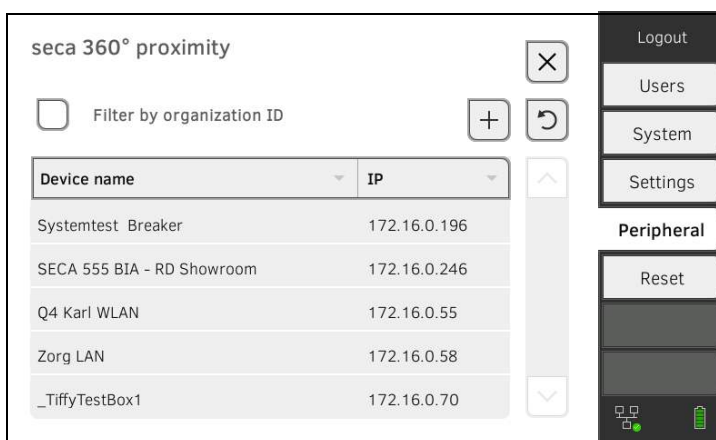 seca 360° proximity
Filter by organization ID
Device name IP
Systemtest Breaker 172.16.0.196
SECA 555 BIA - RD Showroom 172.16.0.246
Q4 Karl WLAN 172.16.0.55
Zorg LAN 172.16.0.58
_TiffyTestBox1 172.16.0.70
Logout
Users
System
Settings
Peripheral
Reset